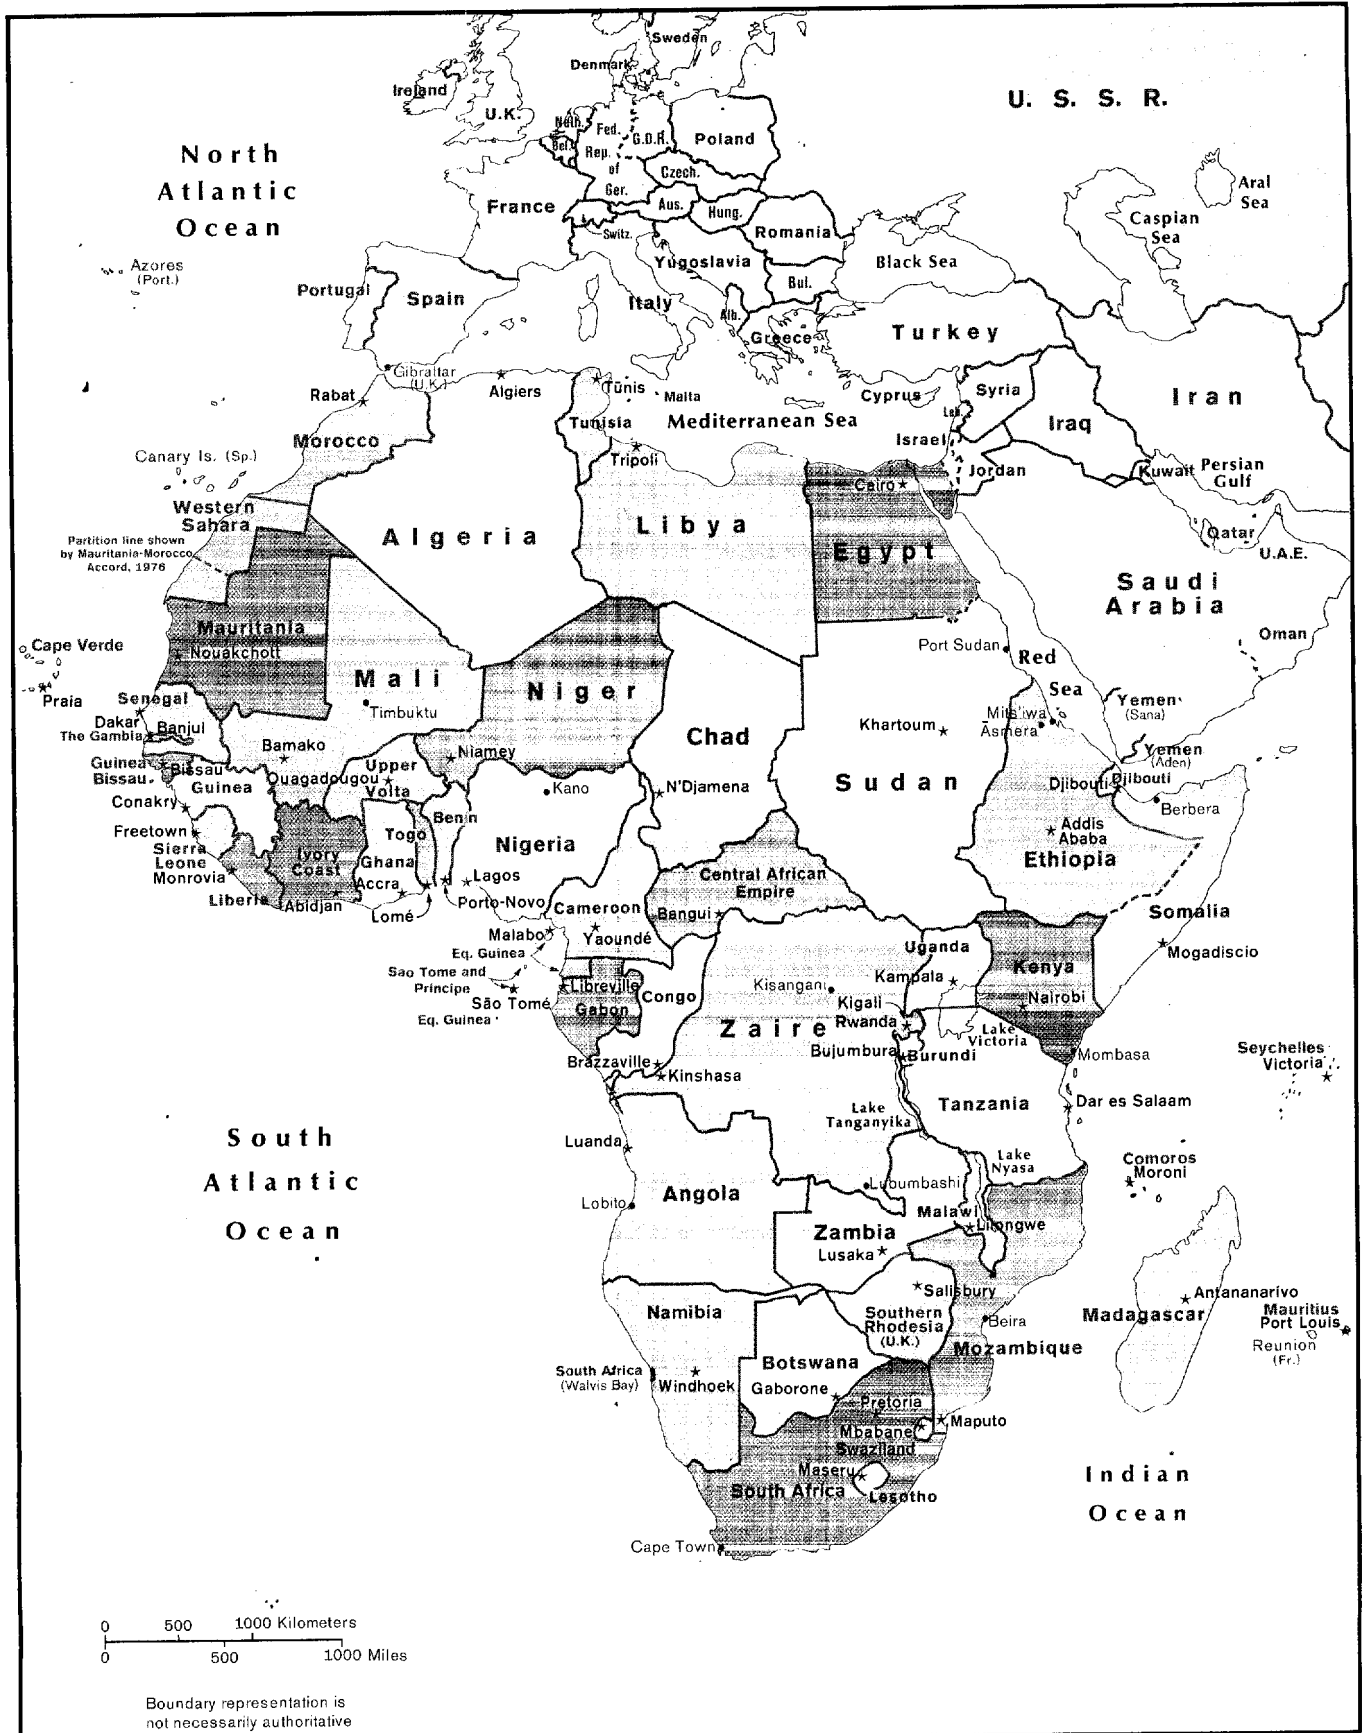 Sweden
Denmark
Ireland
U.K.
Neth.
Bel.
Fed.
Rep.
of
Ger.
G.D.R.
Poland
Czech.
U. S. S. R.
North
Atlantic
Ocean
France
Aus.
Hung.
Switz.
Romania
Yugoslavia
Bul.
Black Sea
Caspian
Sea
Aral
Sea
Azores
(Port.)
Portugal
Spain
Italy
Alb.
Greece
Turkey
Gibraltar
(U.K.)
Rabat
Algiers
Tunis
Malta
Cyprus
Syria
Leb.
Iraq
Iran
Mediterranean Sea
Morocco
Tunisia
Tripoli
Israel
Jordan
Kuwait
Persian
Gulf
Canary Is. (Sp.)
Cairo
Western
Sahara
Partition line shown
by Mauritania-Morocco
Accord, 1976
Algeria
Libya
Egypt
Qatar
U.A.E.
Saudi
Arabia
Oman
Cape Verde
Praia
Mauritania
Nouakchott
Mali
Timbuktu
Niger
Port Sudan
Red
Sea
Yemen
(Sana)
Yemen
(Aden)
Senegal
Dakar
The Gambia
Banjul
Bamako
Niamey
Chad
Khartoum
Mits'iwa
Asmera
Guinea
Bissau
Bissau
Guinea
Ouagadougou
Upper
Volta
Kano
N'Djamena
Sudan
Djibouti
Djibouti
Berbera
Conakry
Freetown
Sierra
Leone
Monrovia
Liberia
Ivory
Coast
Abidjan
Ghana
Accra
Togo
Lomé
Benin
Nigeria
Lagos
Porto-Novo
Addis
Ababa
Ethiopia
Central African
Empire
Bangui
Cameroon
Yaoundé
Malabo
Eq. Guinea
Somalia
Mogadiscio
Sao Tome and
Principe
São Tomé
Eq. Guinea
Libreville
Gabon
Congo
Kisangani
Zaire
Uganda
Kampala
Kenya
Nairobi
Kigali
Rwanda
Lake
Victoria
Bujumbura
Burundi
Mombasa
Brazzaville
Kinshasa
Seychelles
Victoria
Tanzania
Dar es Salaam
Lake
Tanganyika
South
Atlantic
Ocean
Luanda
Lobito
Angola
Lubumbashi
Lake
Nyasa
Comoros
Moroni
Malawi
Lilongwe
Zambia
Lusaka
Salisbury
Southern
Rhodesia
(U.K.)
Beira
Mozambique
Madagascar
Antananarivo
Mauritius
Port Louis
Reunion
(Fr.)
Namibia
South Africa
(Walvis Bay)
Windhoek
Botswana
Gaborone
Pretoria
Maputo
Mbabane
Swaziland
Maseru
Lesotho
South Africa
Cape Town
Indian
Ocean
0 500 1000 Kilometers
0 500 1000 Miles
Boundary representation is
not necessarily authoritative